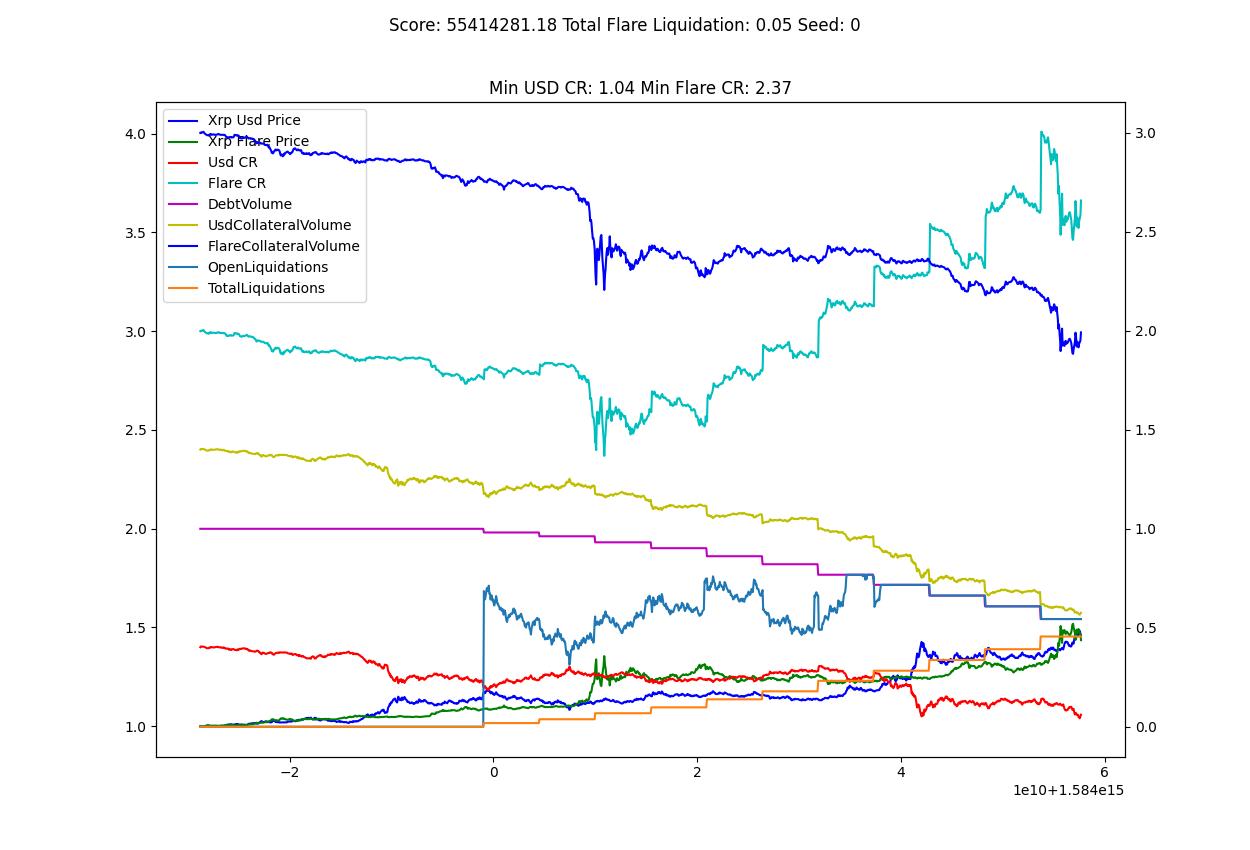 Score: 55414281.18 Total Flare Liquidation: 0.05 Seed: 0
Min USD CR: 1.04 Min Flare CR: 2.37
Xrp Usd Price
Xrp Flare Price
Usd CR
Flare CR
DebtVolume
UsdCollateralVolume
FlareCollateralVolume
OpenLiquidations
TotalLiquidations
4.0
3.5
3.0
2.5
2.0
1.5
1.0
3.0
2.5
2.0
1.5
1.0
0.5
0.0
−2 0 2 4 6
1e10+1.584e15